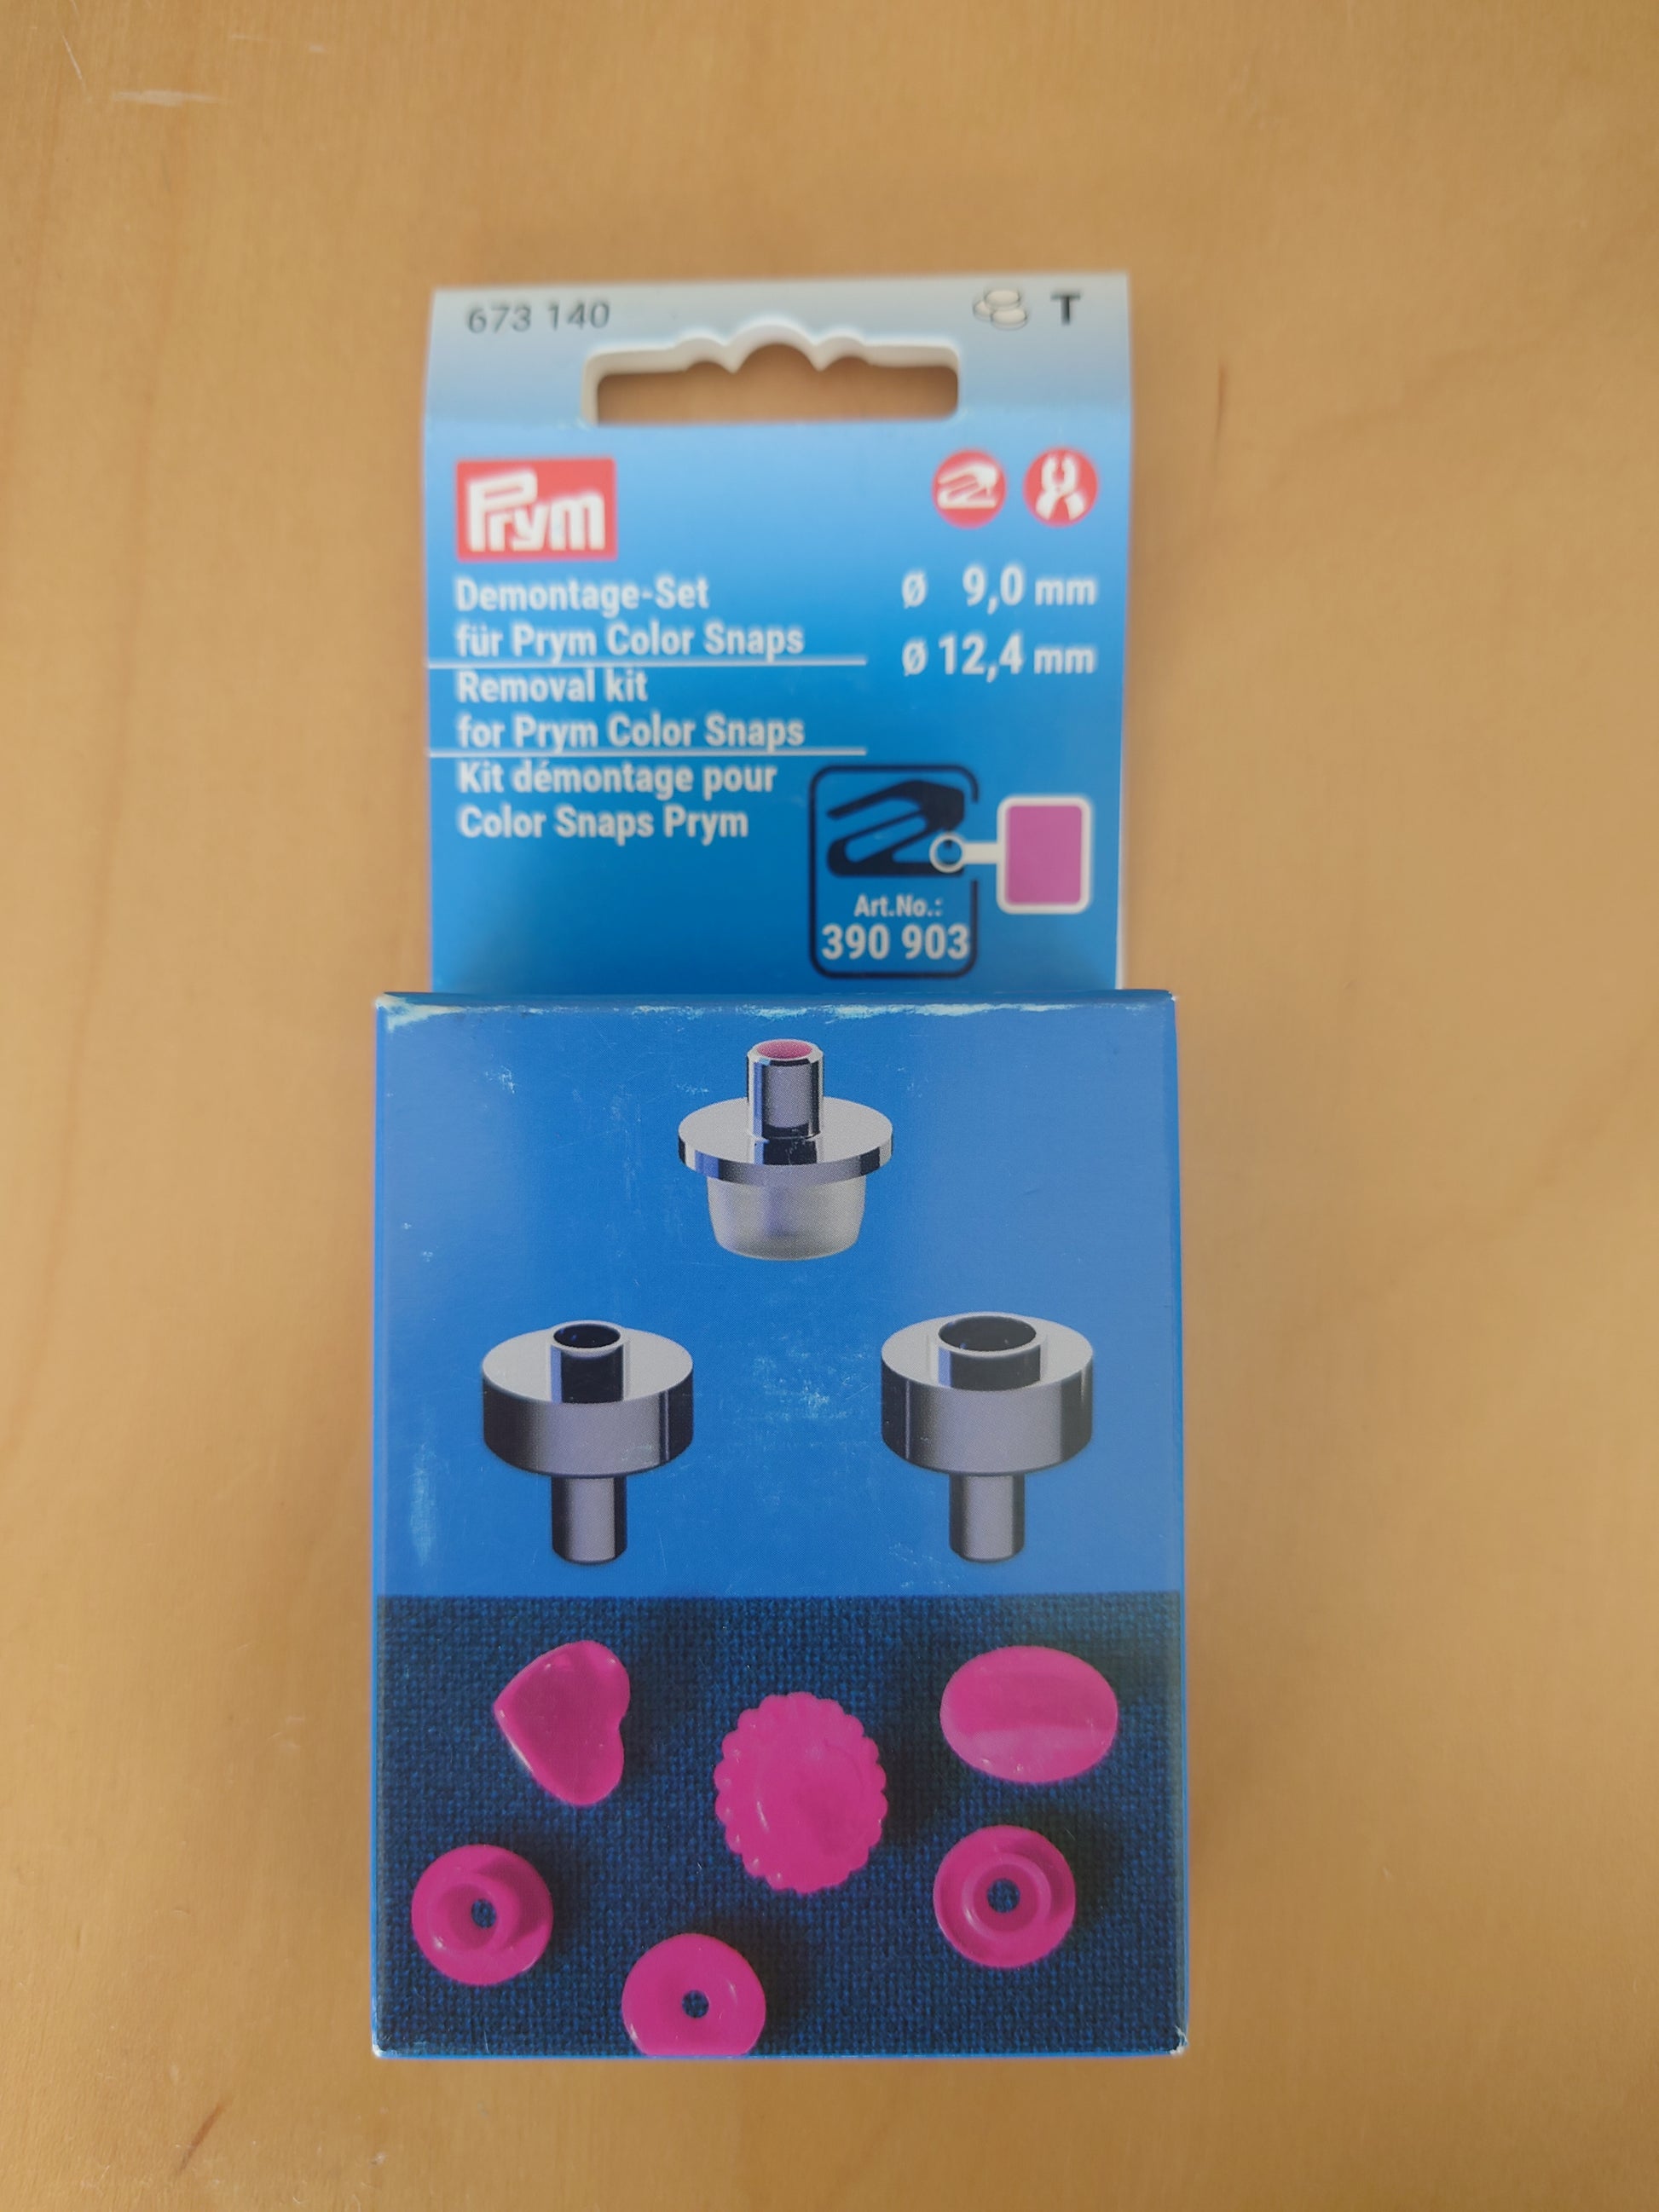 673 140
T
Prym
Demontage-Set
für Prym Color Snaps
Removal kit
for Prym Color Snaps
Kit démontage pour
Color Snaps Prym
Ø 9,0 mm
Ø 12,4 mm
Art.No.:
390 903